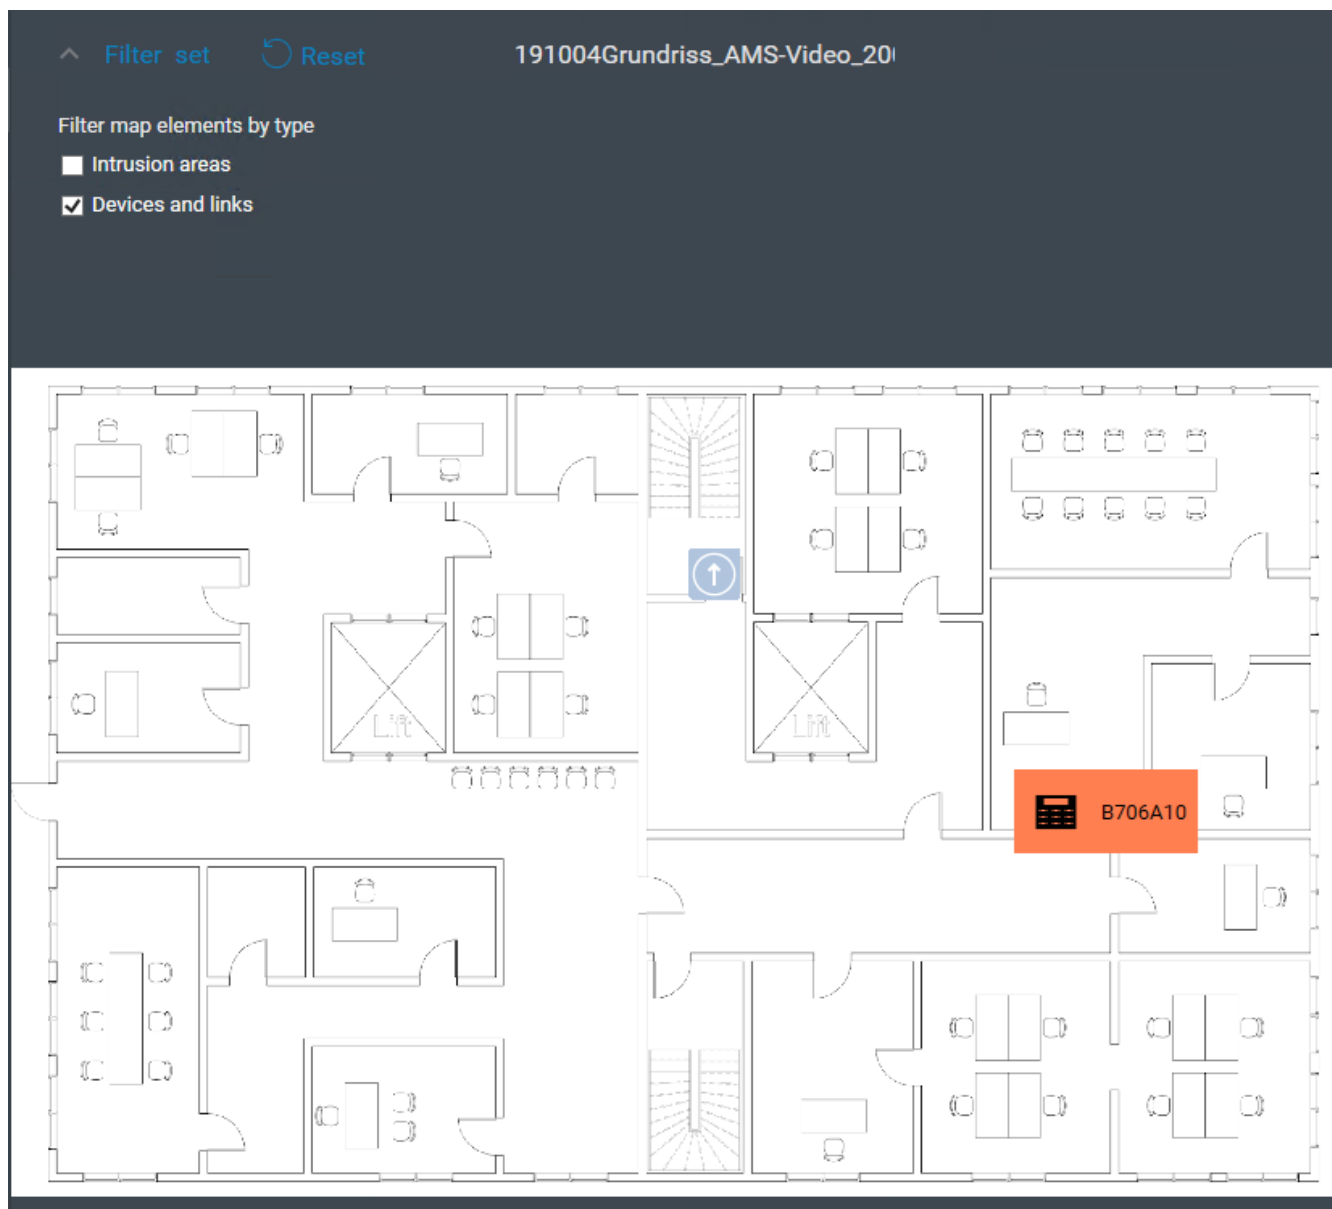 Filter set
Reset
191004Grundriss_AMS-Video_20
Filter map elements by type
Intrusion areas
Devices and links
Lift
Lift
B706A10